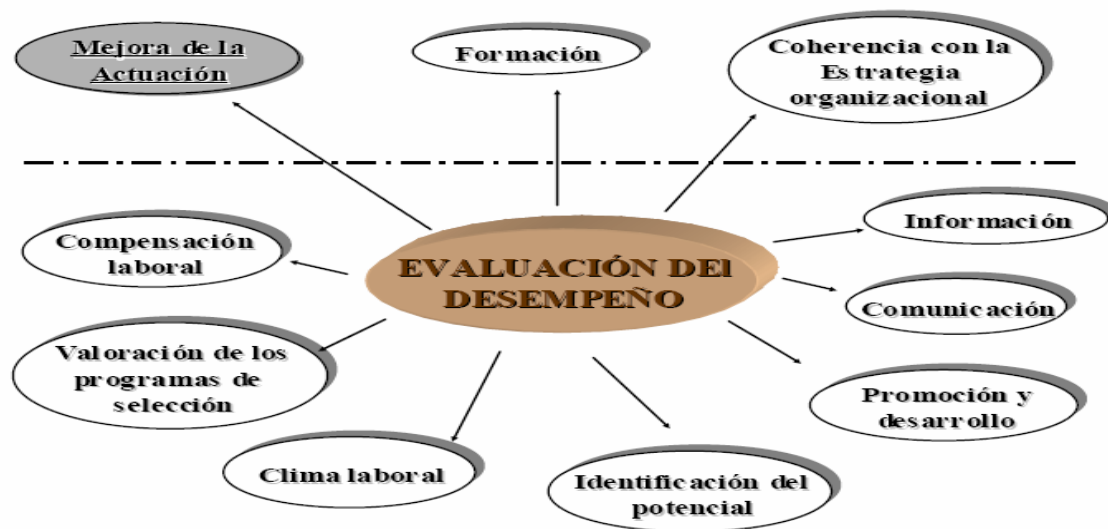 Mejora de la
Actuación
Formación
Coherencia con la
Estrategia
organizacional
Compensación
laboral
EVALUACIÓN DEl
DESEMPEÑO
Información
Comunicación
Valoración de los
programas de
selección
Promoción y
desarrollo
Clima laboral
Identificación del
potencial